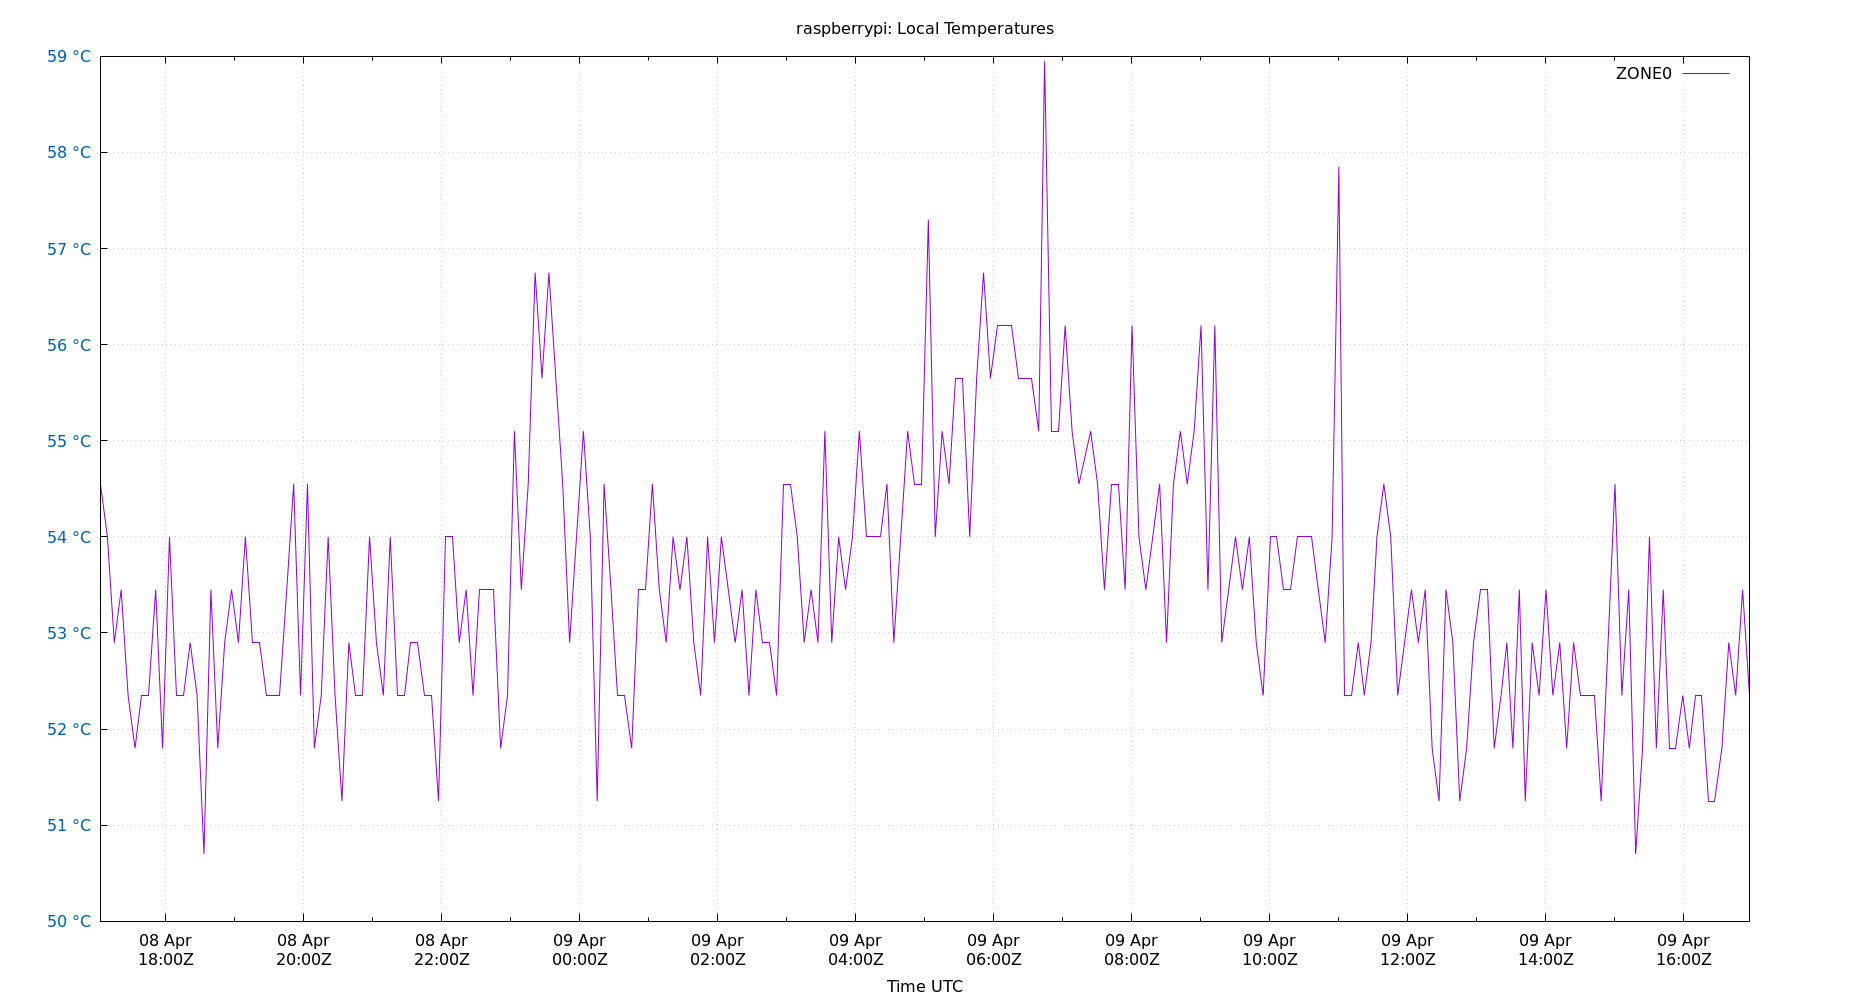 raspberrypi: Local Temperatures
59 °C
ZONE0
58 °C
57 °C
56 °C
55 °C
54 °C
53 °C
52 °C
51 °C
50 °C
08 Apr 08 Apr 08 Apr 09 Apr 09 Apr 09 Apr 09 Apr 09 Apr 09 Apr 09 Apr 09 Apr 09 Apr
18:00Z 20:00Z 22:00Z 00:00Z 02:00Z 04:00Z 06:00Z 08:00Z 10:00Z 12:00Z 14:00Z 16:00Z
Time UTC